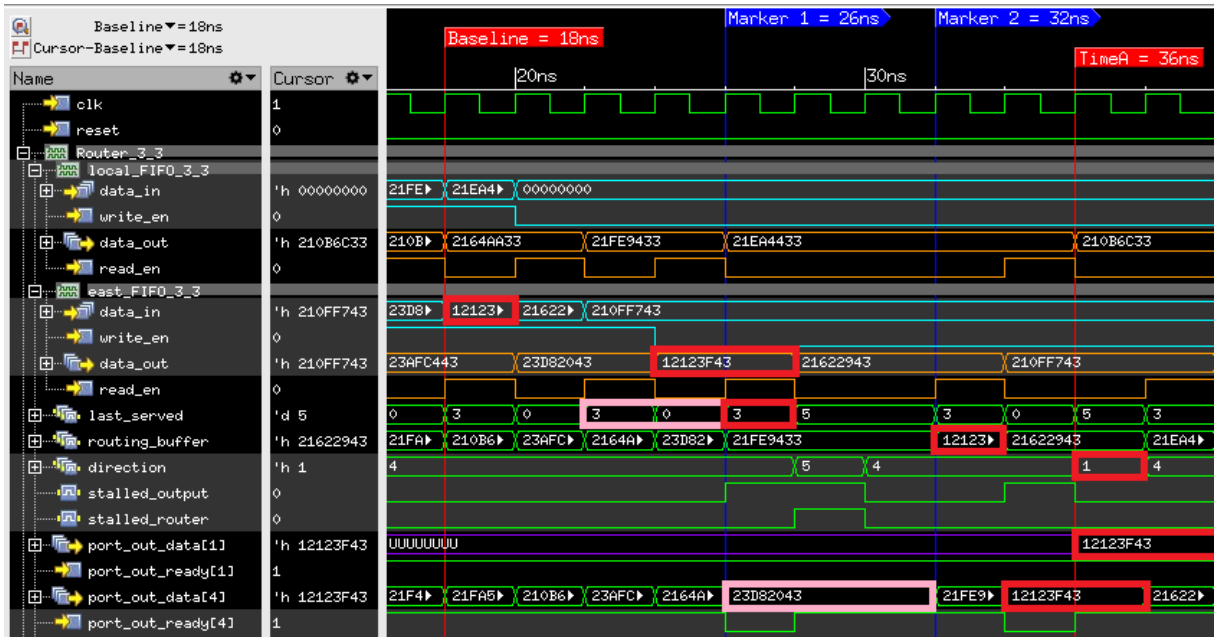 Baseline▼=18ns
Cursor-Baseline▼=18ns
Marker 1 = 26ns
Marker 2 = 32ns
Baseline = 18ns
TimeA = 36ns
Name
Cursor
20ns
30ns
clk 1
reset 0
Router_3_3
local_FIFO_3_3
data_in 'h 00000000 21FE 21EA4 00000000
write_en 0
data_out 'h 210B6C33 210B 2164AA33 21FE9433 21EA4433 210B6C33
read_en 0
east_FIFO_3_3
data_in 'h 210FF743 23D8 12123 21622 210FF743
write_en 0
data_out 'h 210FF743 23AFC443 23D82043 12123F43 21622943 210FF743
read_en 0
last_served 'd 5 0 3 0 3 0 3 5 3 0 5 3
routing_buffer 'h 21622943 21FA 210B6 23AFC 2164A 23D82 21FE9433 12123 21622943 21EA4
direction 'h 1 4 5 4 1 4
stalled_output 0
stalled_router 0
port_out_data[1] 'h 12123F43 UUUUUUUU 12123F43
port_out_ready[1] 1
port_out_data[4] 'h 12123F43 21F4 21FA5 210B6 23AFC 2164A 23D82043 21FE9 12123F43 21622
port_out_ready[4] 1